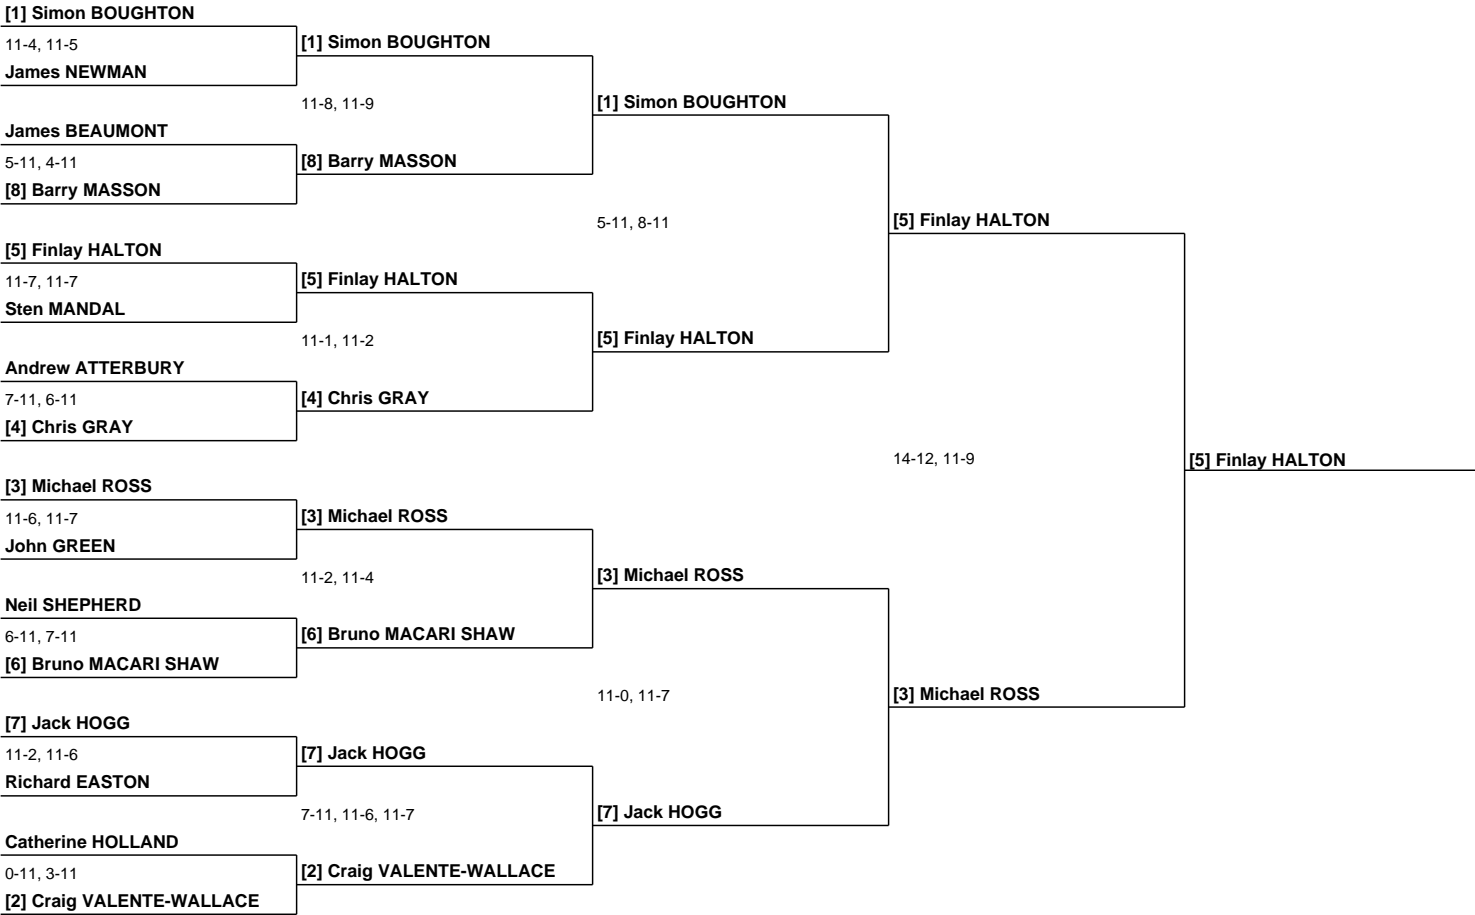 [1] Simon BOUGHTON
11-4, 11-5
James NEWMAN
James BEAUMONT
5-11, 4-11
[8] Barry MASSON
[5] Finlay HALTON
11-7, 11-7
Sten MANDAL
Andrew ATTERBURY
7-11, 6-11
[4] Chris GRAY
[3] Michael ROSS
11-6, 11-7
John GREEN
Neil SHEPHERD
6-11, 7-11
[6] Bruno MACARI SHAW
[7] Jack HOGG
11-2, 11-6
Richard EASTON
Catherine HOLLAND
0-11, 3-11
[2] Craig VALENTE-WALLACE
[1] Simon BOUGHTON
11-8, 11-9
[8] Barry MASSON
[5] Finlay HALTON
11-1, 11-2
[4] Chris GRAY
[3] Michael ROSS
11-2, 11-4
[6] Bruno MACARI SHAW
[7] Jack HOGG
7-11, 11-6, 11-7
[2] Craig VALENTE-WALLACE
[1] Simon BOUGHTON
5-11, 8-11
[5] Finlay HALTON
[3] Michael ROSS
11-0, 11-7
[7] Jack HOGG
[5] Finlay HALTON
14-12, 11-9
[3] Michael ROSS
[5] Finlay HALTON